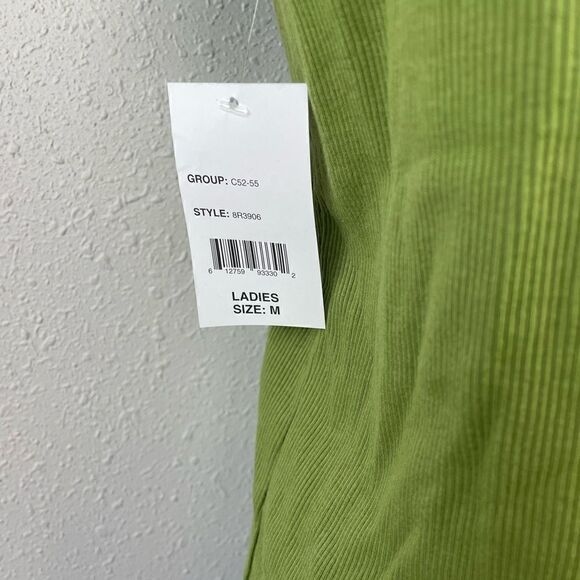 GROUP: C52-55
STYLE: 8R3906
6 12759 93330 2
LADIES
SIZE: M